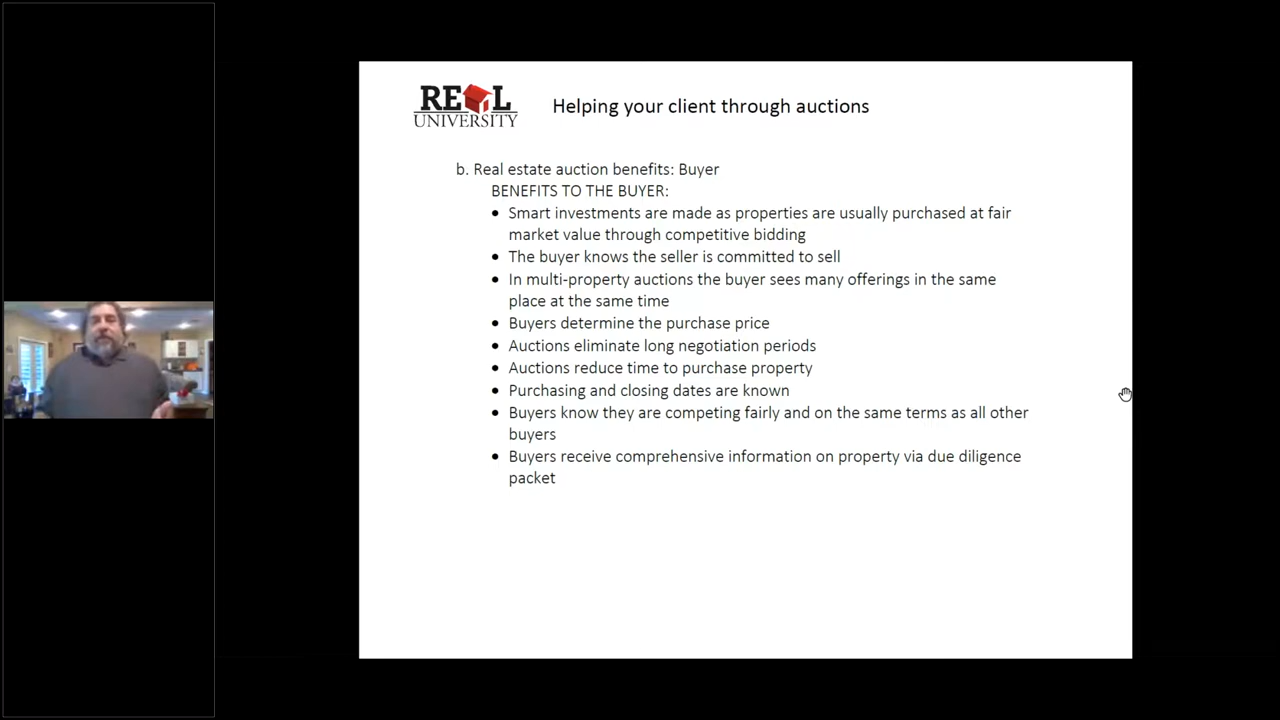 REAL
UNIVERSITY
Helping your client through auctions
b. Real estate auction benefits: Buyer
BENEFITS TO THE BUYER:
• Smart investments are made as properties are usually purchased at fair
market value through competitive bidding
• The buyer knows the seller is committed to sell
• In multi-property auctions the buyer sees many offerings in the same
place at the same time
• Buyers determine the purchase price
• Auctions eliminate long negotiation periods
• Auctions reduce time to purchase property
• Purchasing and closing dates are known
• Buyers know they are competing fairly and on the same terms as all other
buyers
• Buyers receive comprehensive information on property via due diligence
packet